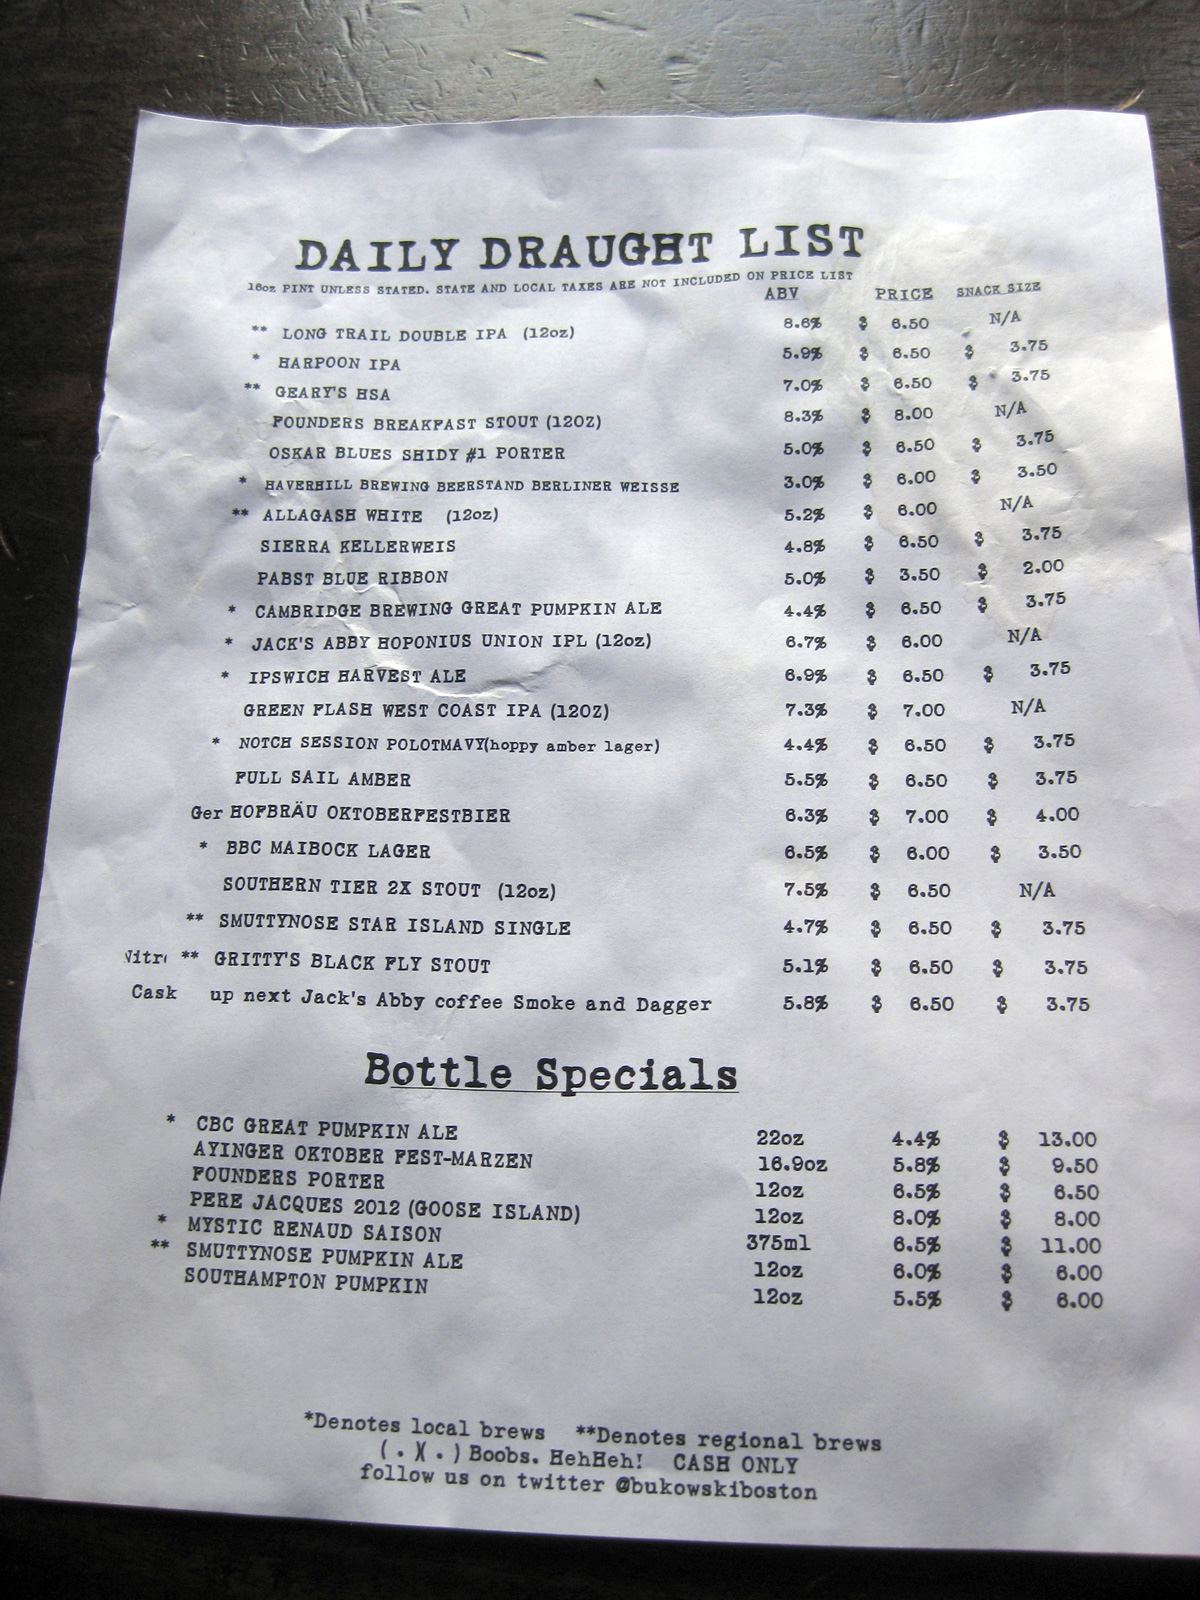 DAILY DRAUGHT LIST
16oz PINT UNLESS STATED. STATE AND LOCAL TAXES ARE NOT INCLUDED ON PRICE LIST
ABV PRICE SNACK SIZE
** LONG TRAIL DOUBLE IPA (12oz) 8.6% $ 6.50 N/A
* HARPOON IPA 5.9% $ 6.50 $ 3.75
** GEARY'S HSA 7.0% $ 6.50 $ 3.75
FOUNDERS BREAKFAST STOUT (12OZ) 8.3% $ 8.00 N/A
OSKAR BLUES SHIDY #1 PORTER 5.0% $ 6.50 $ 3.75
* HAVERHILL BREWING BEERSTAND BERLINER WEISSE 3.0% $ 6.00 $ 3.50
** ALLAGASH WHITE (12oz) 5.2% $ 6.00 N/A
SIERRA KELLERWEIS 4.8% $ 6.50 $ 3.75
PABST BLUE RIBBON 5.0% $ 3.50 $ 2.00
* CAMBRIDGE BREWING GREAT PUMPKIN ALE 4.4% $ 6.50 $ 3.75
* JACK'S ABBY HOPONIUS UNION IPL (12oz) 6.7% $ 6.00 N/A
* IPSWICH HARVEST ALE 6.9% $ 6.50 $ 3.75
GREEN FLASH WEST COAST IPA (12OZ) 7.3% $ 7.00 N/A
* NOTCH SESSION POLOTMAVY(hoppy amber lager) 4.4% $ 6.50 $ 3.75
FULL SAIL AMBER 5.5% $ 6.50 $ 3.75
Ger HOFBRÄU OKTOBERFESTBIER 6.3% $ 7.00 $ 4.00
* BBC MAIBOCK LAGER 6.5% $ 6.00 $ 3.50
SOUTHERN TIER 2X STOUT (12oz) 7.5% $ 6.50 N/A
** SMUTTYNOSE STAR ISLAND SINGLE 4.7% $ 6.50 $ 3.75
Nitro ** GRITTY'S BLACK FLY STOUT 5.1% $ 6.50 $ 3.75
Cask up next Jack's Abby coffee Smoke and Dagger 5.8% $ 6.50 $ 3.75
Bottle Specials
* CBC GREAT PUMPKIN ALE 22oz 4.4% $ 13.00
AYINGER OKTOBER FEST-MARZEN 16.9oz 5.8% $ 9.50
FOUNDERS PORTER 12oz 6.5% $ 6.50
PERE JACQUES 2012 (GOOSE ISLAND) 12oz 8.0% $ 8.00
* MYSTIC RENAUD SAISON 375ml 6.5% $ 11.00
** SMUTTYNOSE PUMPKIN ALE 12oz 6.0% $ 6.00
SOUTHAMPTON PUMPKIN 12oz 5.5% $ 6.00
*Denotes local brews **Denotes regional brews
( . )( . ) Boobs. HehHeh! CASH ONLY
follow us on twitter @bukowskiboston